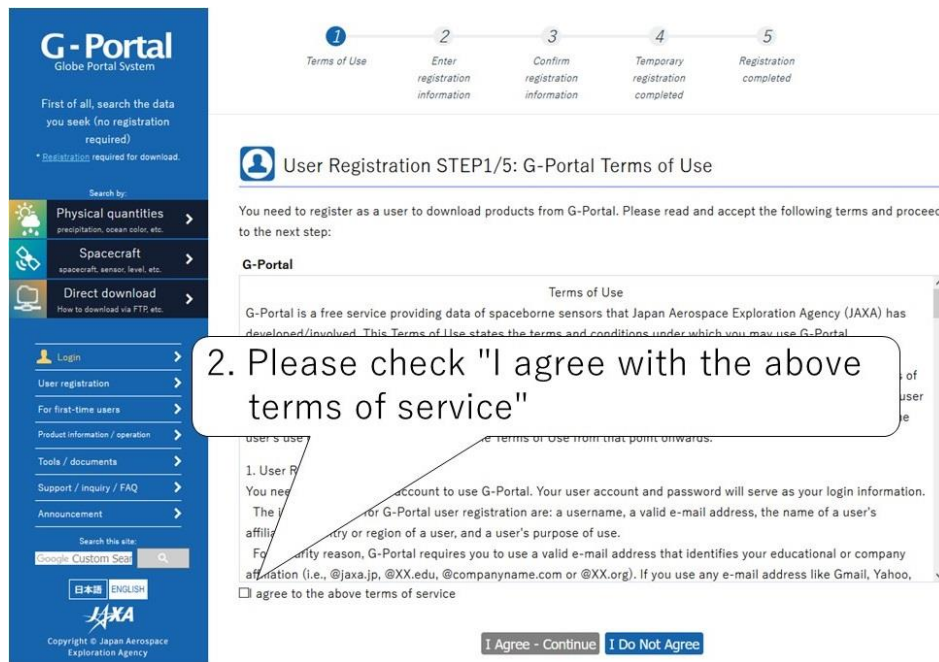 G-Portal
Globe Portal System
First of all, search the data
you seek (no registration
required)
* Registration required for download.
Search by:
Physical quantities
precipitation, ocean color, etc.
Spacecraft
spacecraft, sensor, level, etc.
Direct download
How to download via FTP, etc.
Login
User registration
For first-time users
Product information / operation
Tools / documents
Support / inquiry / FAQ
Announcement
Search this site:
Google Custom Sear
日本語 ENGLISH
JAXA
Copyright © Japan Aerospace
Exploration Agency
1 2 3 4 5
Terms of Use Enter Confirm Temporary Registration
registration registration registration completed
information information completed
User Registration STEP1/5: G-Portal Terms of Use
You need to register as a user to download products from G-Portal. Please read and accept the following terms and proceed
to the next step:
G-Portal
Terms of Use
G-Portal is a free service providing data of spaceborne sensors that Japan Aerospace Exploration Agency (JAXA) has
developed/involved. This Terms of Use states the terms and conditions under which you may use G-Portal.
2. Please check "I agree with the above
terms of service"
s of
user
user's use Terms of Use from that point onwards.
1. User R
You nee account to use G-Portal. Your user account and password will serve as your login information.
The i for G-Portal user registration are: a username, a valid e-mail address, the name of a user's
affilia try or region of a user, and a user's purpose of use.
Fo rity reason, G-Portal requires you to use a valid e-mail address that identifies your educational or company
affiliation (i.e., @jaxa.jp, @XX.edu, @companyname.com or @XX.org). If you use any e-mail address like Gmail, Yahoo,
I agree to the above terms of service
I Agree - Continue I Do Not Agree